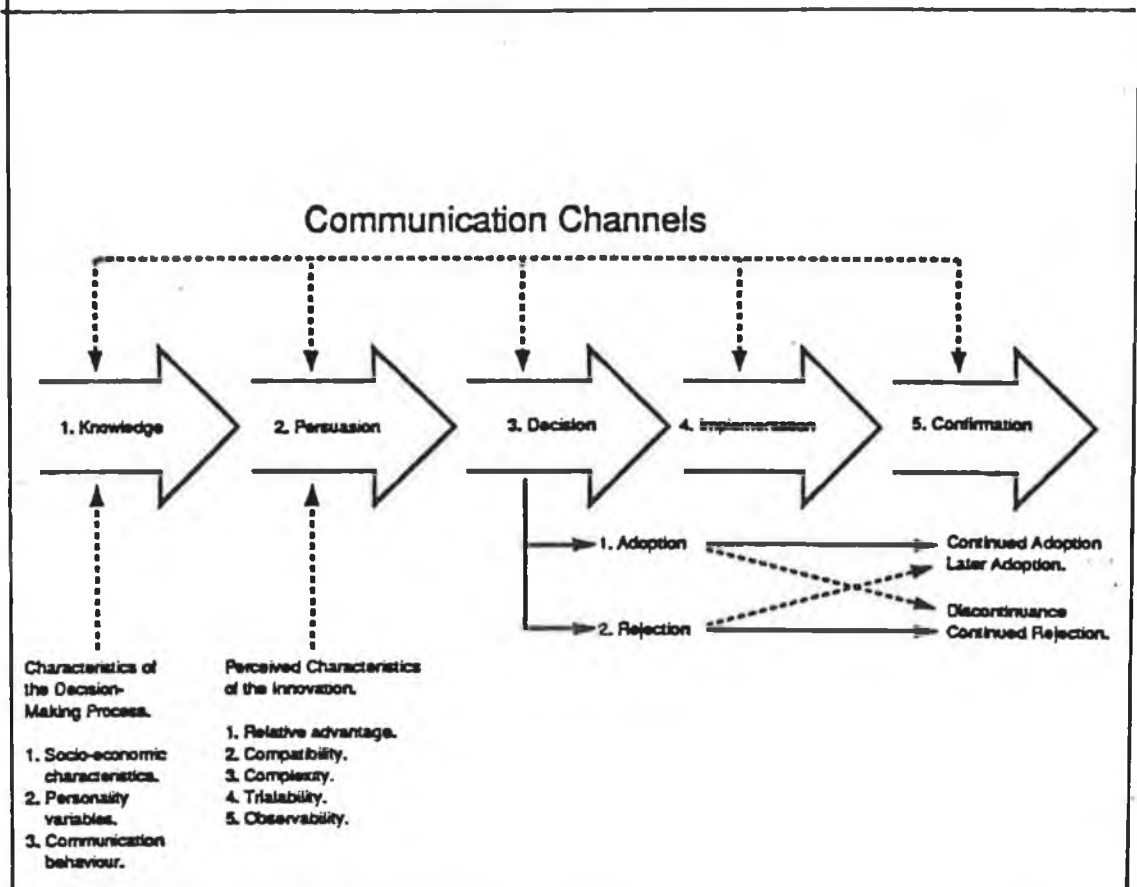 Communication Channels
1. Knowledge
2. Persuasion
3. Decision
4. Implementation
5. Confirmation
1. Adoption
Continued Adoption
Later Adoption.
Discontinuance
2. Rejection
Continued Rejection.
Characteristics of
the Decision-
Making Process.
1. Socio-economic
characteristics.
2. Personality
variables.
3. Communication
behaviour.
Perceived Characteristics
of the Innovation.
1. Relative advantage.
2. Compatibility.
3. Complexity.
4. Trialability.
5. Observability.